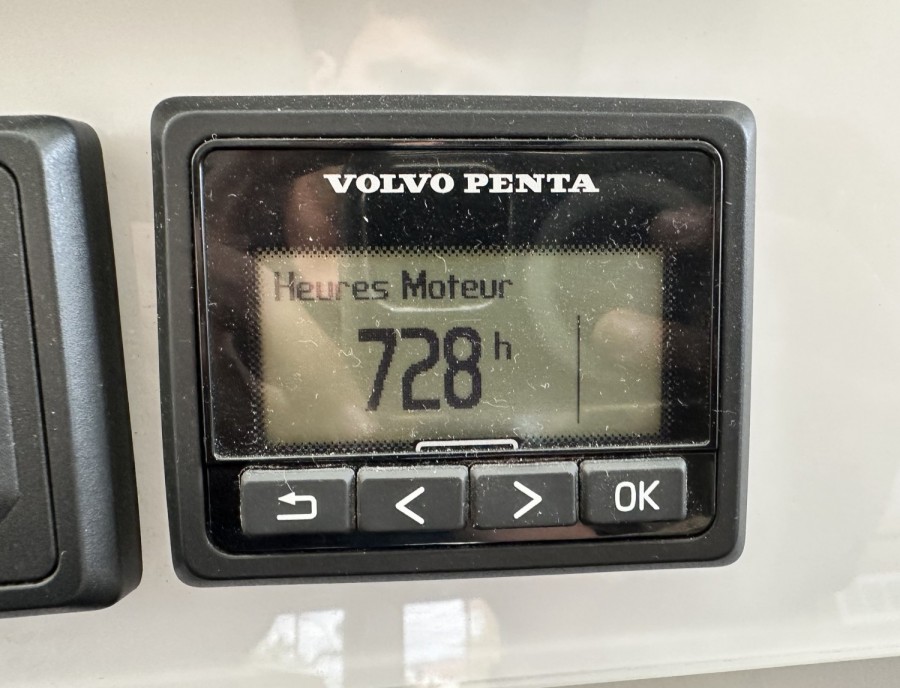 VOLVO PENTA
Heures Moteur
728 h
< > OK